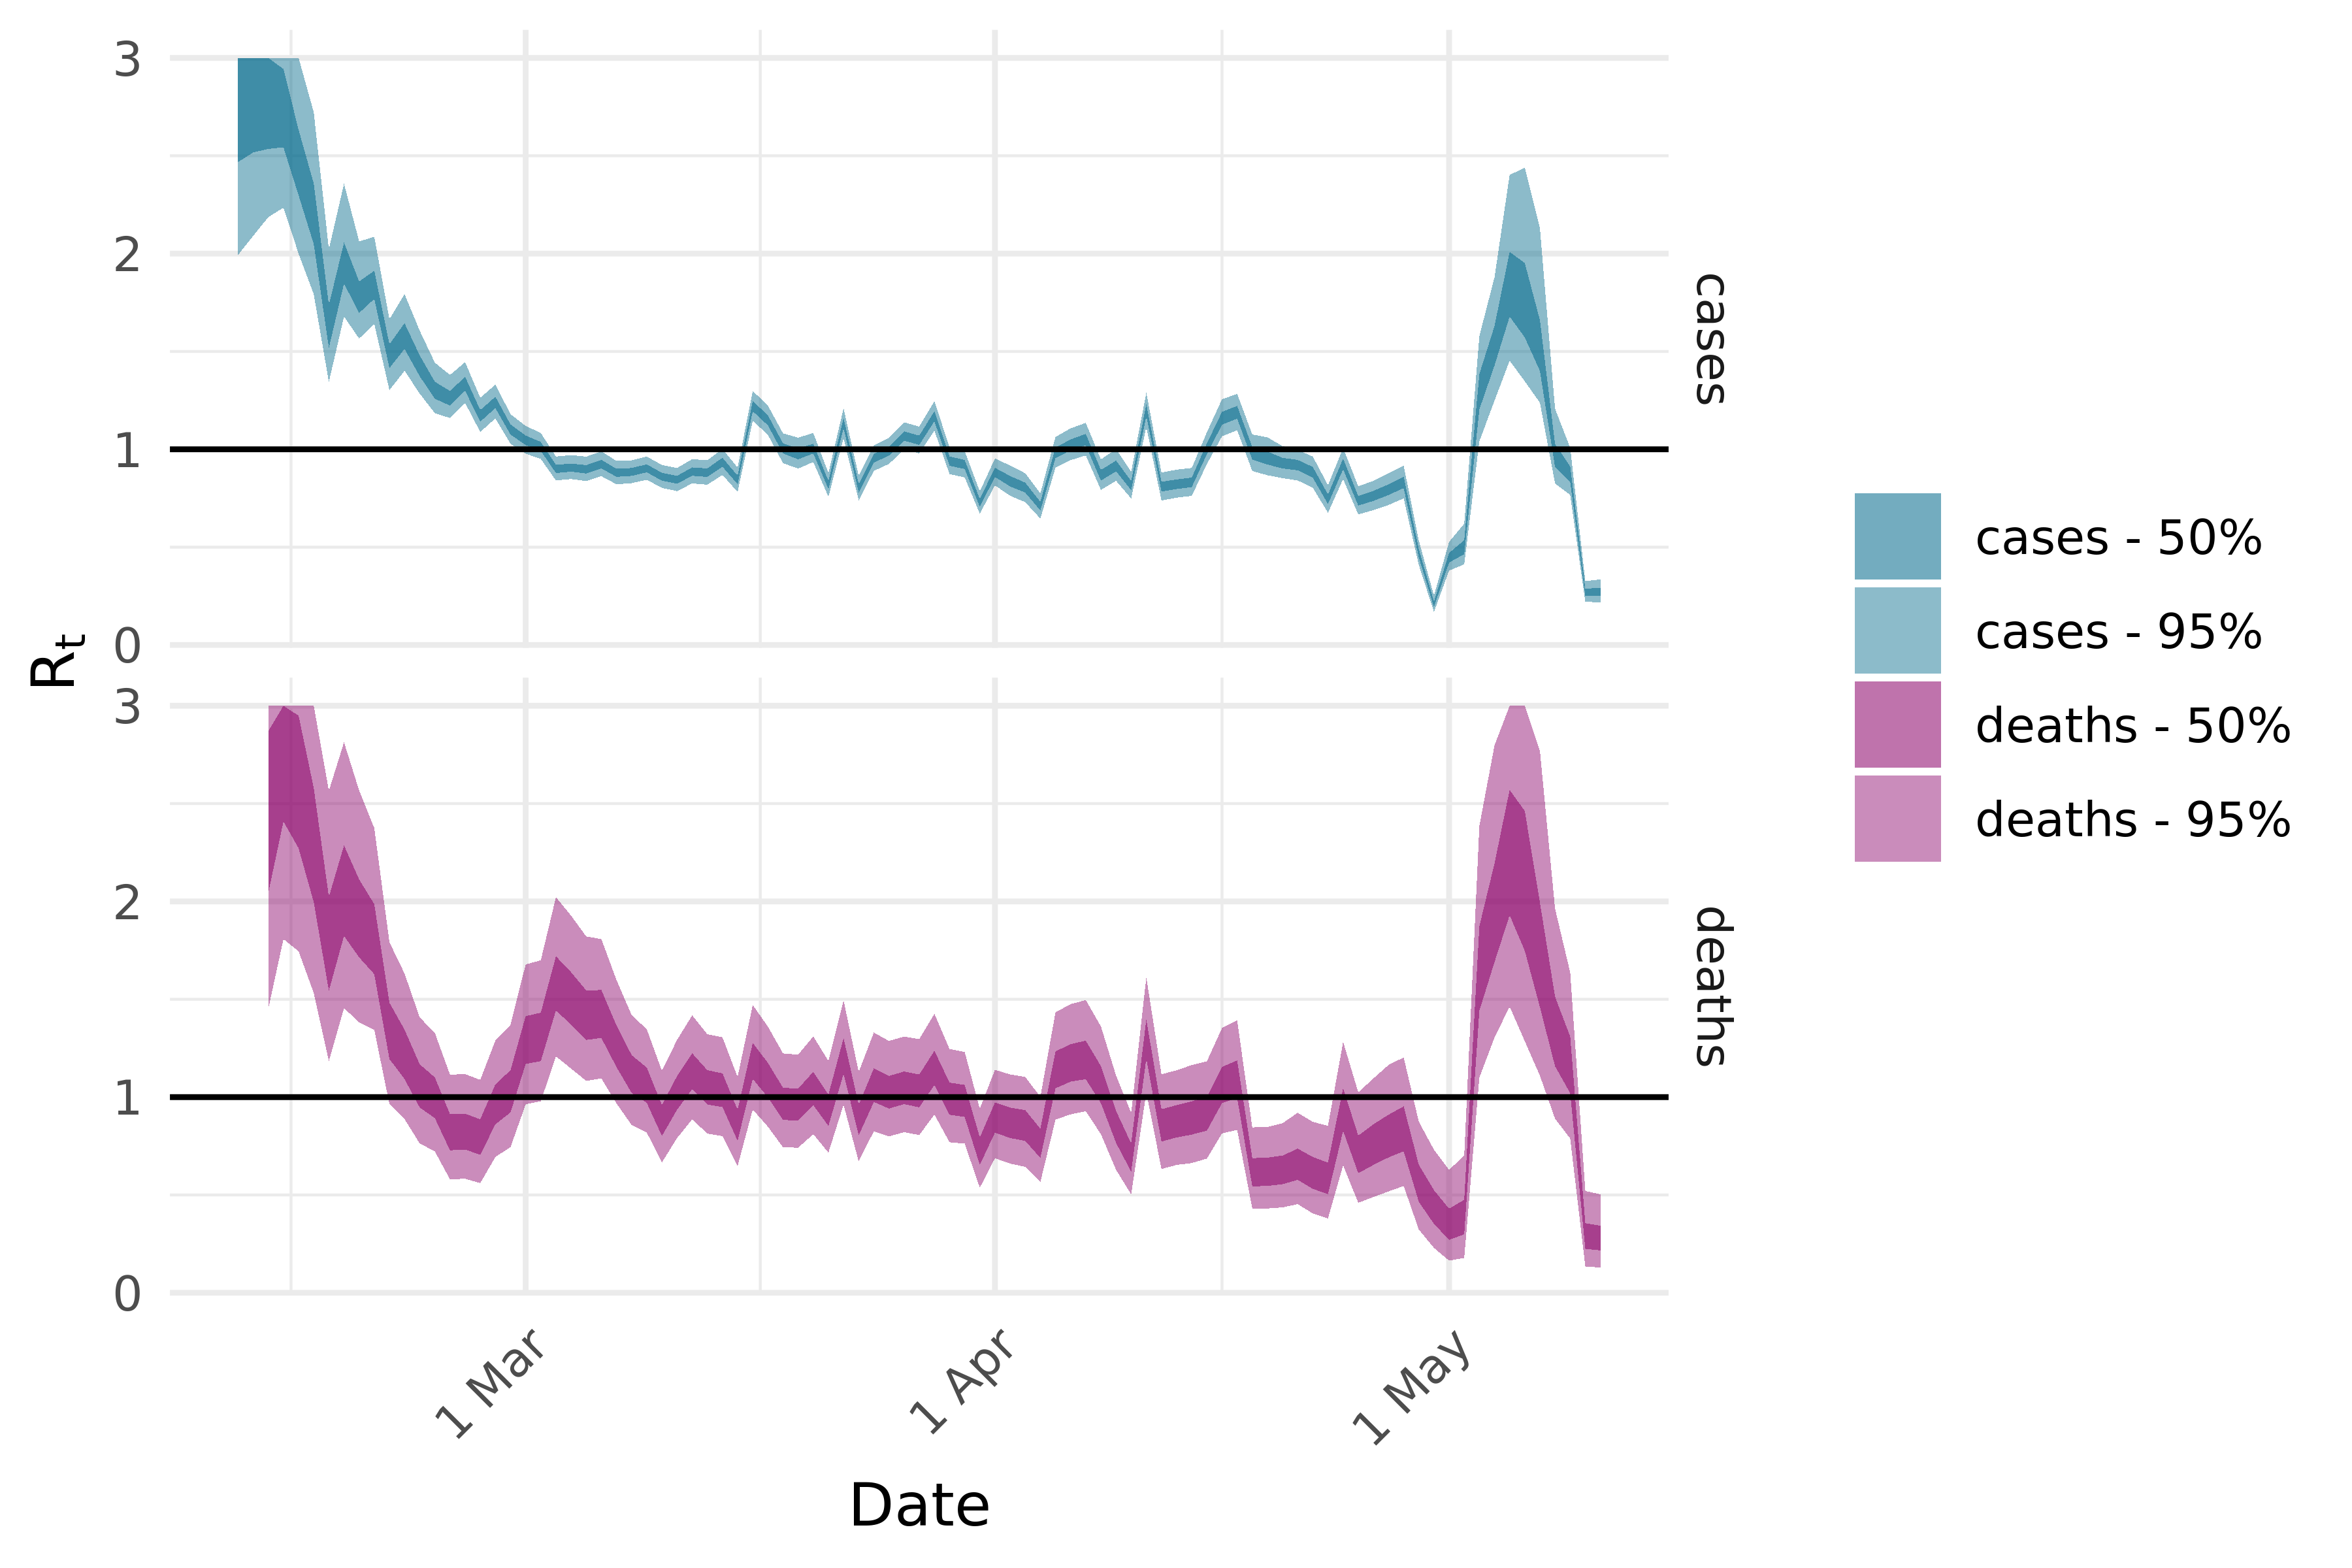 3
2
1
0
cases
3
2
1
0
deaths
Rt
1 Mar
1 Apr
1 May
Date
cases - 50%
cases - 95%
deaths - 50%
deaths - 95%